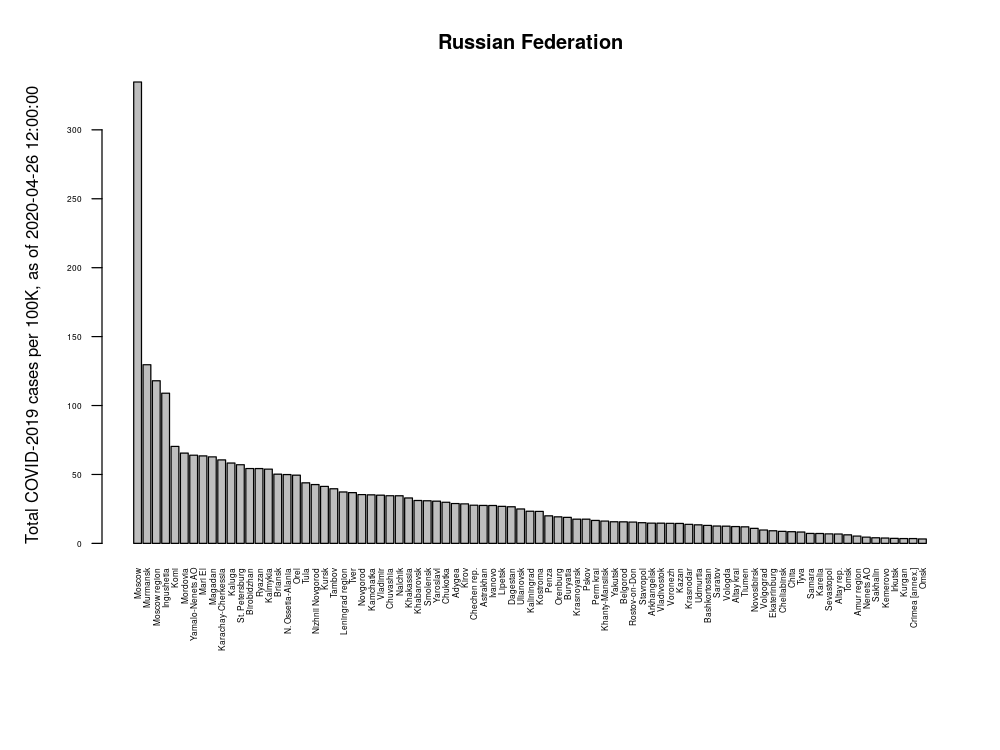 Russian Federation
Total COVID-2019 cases per 100K, as of 2020-04-26 12:00:00
300
250
200
150
100
50
0
Moscow
Murmansk
Moscow region
Ingushetia
Komi
Mordovia
Yamalo-Nenets AO
Mari El
Magadan
Karachay-Cherkessia
Kaluga
St. Petersburg
Birobidzhan
Ryazan
Kalmykia
Briansk
N.Ossetia-Alania
Orel
Tula
Nizhnii Novgorod
Kursk
Tambov
Leningrad region
Tver
Novgorod
Kamchatka
Vladimir
Chuvashia
Nalchik
Khakassia
Khabarovsk
Smolensk
Yaroslavl
Chukotka
Adygea
Kirov
Chechen rep.
Astrakhan
Ivanovo
Lipetsk
Dagestan
Ulianovsk
Kaliningrad
Kostroma
Penza
Orenburg
Buryatia
Krasnoyarsk
Pskov
Perm krai
Khanty-Mansiisk
Yakutsk
Belgorod
Rostov-on-Don
Stavropol
Arkhangelsk
Vladivostok
Voronezh
Kazan
Krasnodar
Udmurtia
Bashkortostan
Saratov
Vologda
Altay krai
Tiumen
Novosibirsk
Volgograd
Ekaterinburg
Cheliabinsk
Chita
Tyva
Samara
Karelia
Sevastopol
Altay rep.
Tomsk
Amur region
Nenets AO
Sakhalin
Kemerovo
Irkutsk
Kurgan
Crimea [annex.]
Omsk